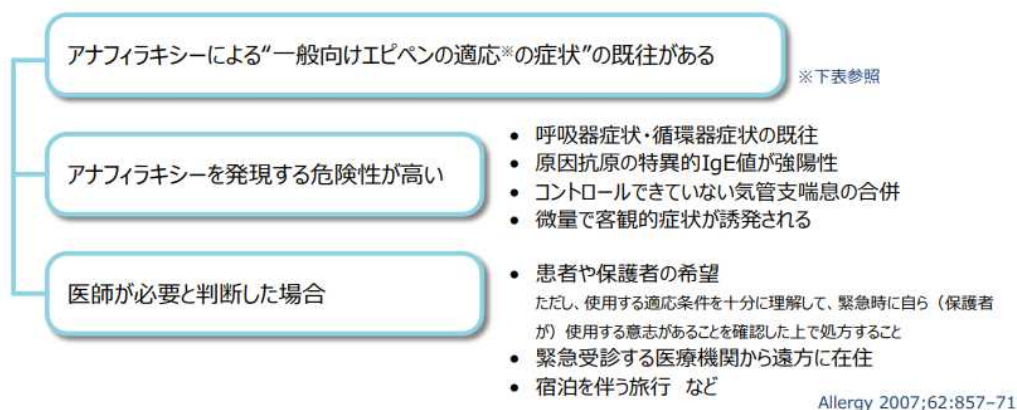 アナフィラキシーによる“一般向けエピペンの適応※の症状”の既往がある
※下表参照
アナフィラキシーを発現する危険性が高い
• 呼吸器症状・循環器症状の既往
• 原因抗原の特異的IgE値が強陽性
• コントロールできていない気管支喘息の合併
• 微量で客観的症状が誘発される
医師が必要と判断した場合
• 患者や保護者の希望
ただし、使用する適応条件を十分に理解して、緊急時に自ら（保護者
が）使用する意志があることを確認した上で処方すること
• 緊急受診する医療機関から遠方に在住
• 宿泊を伴う旅行 など
Allergy 2007;62:857–71